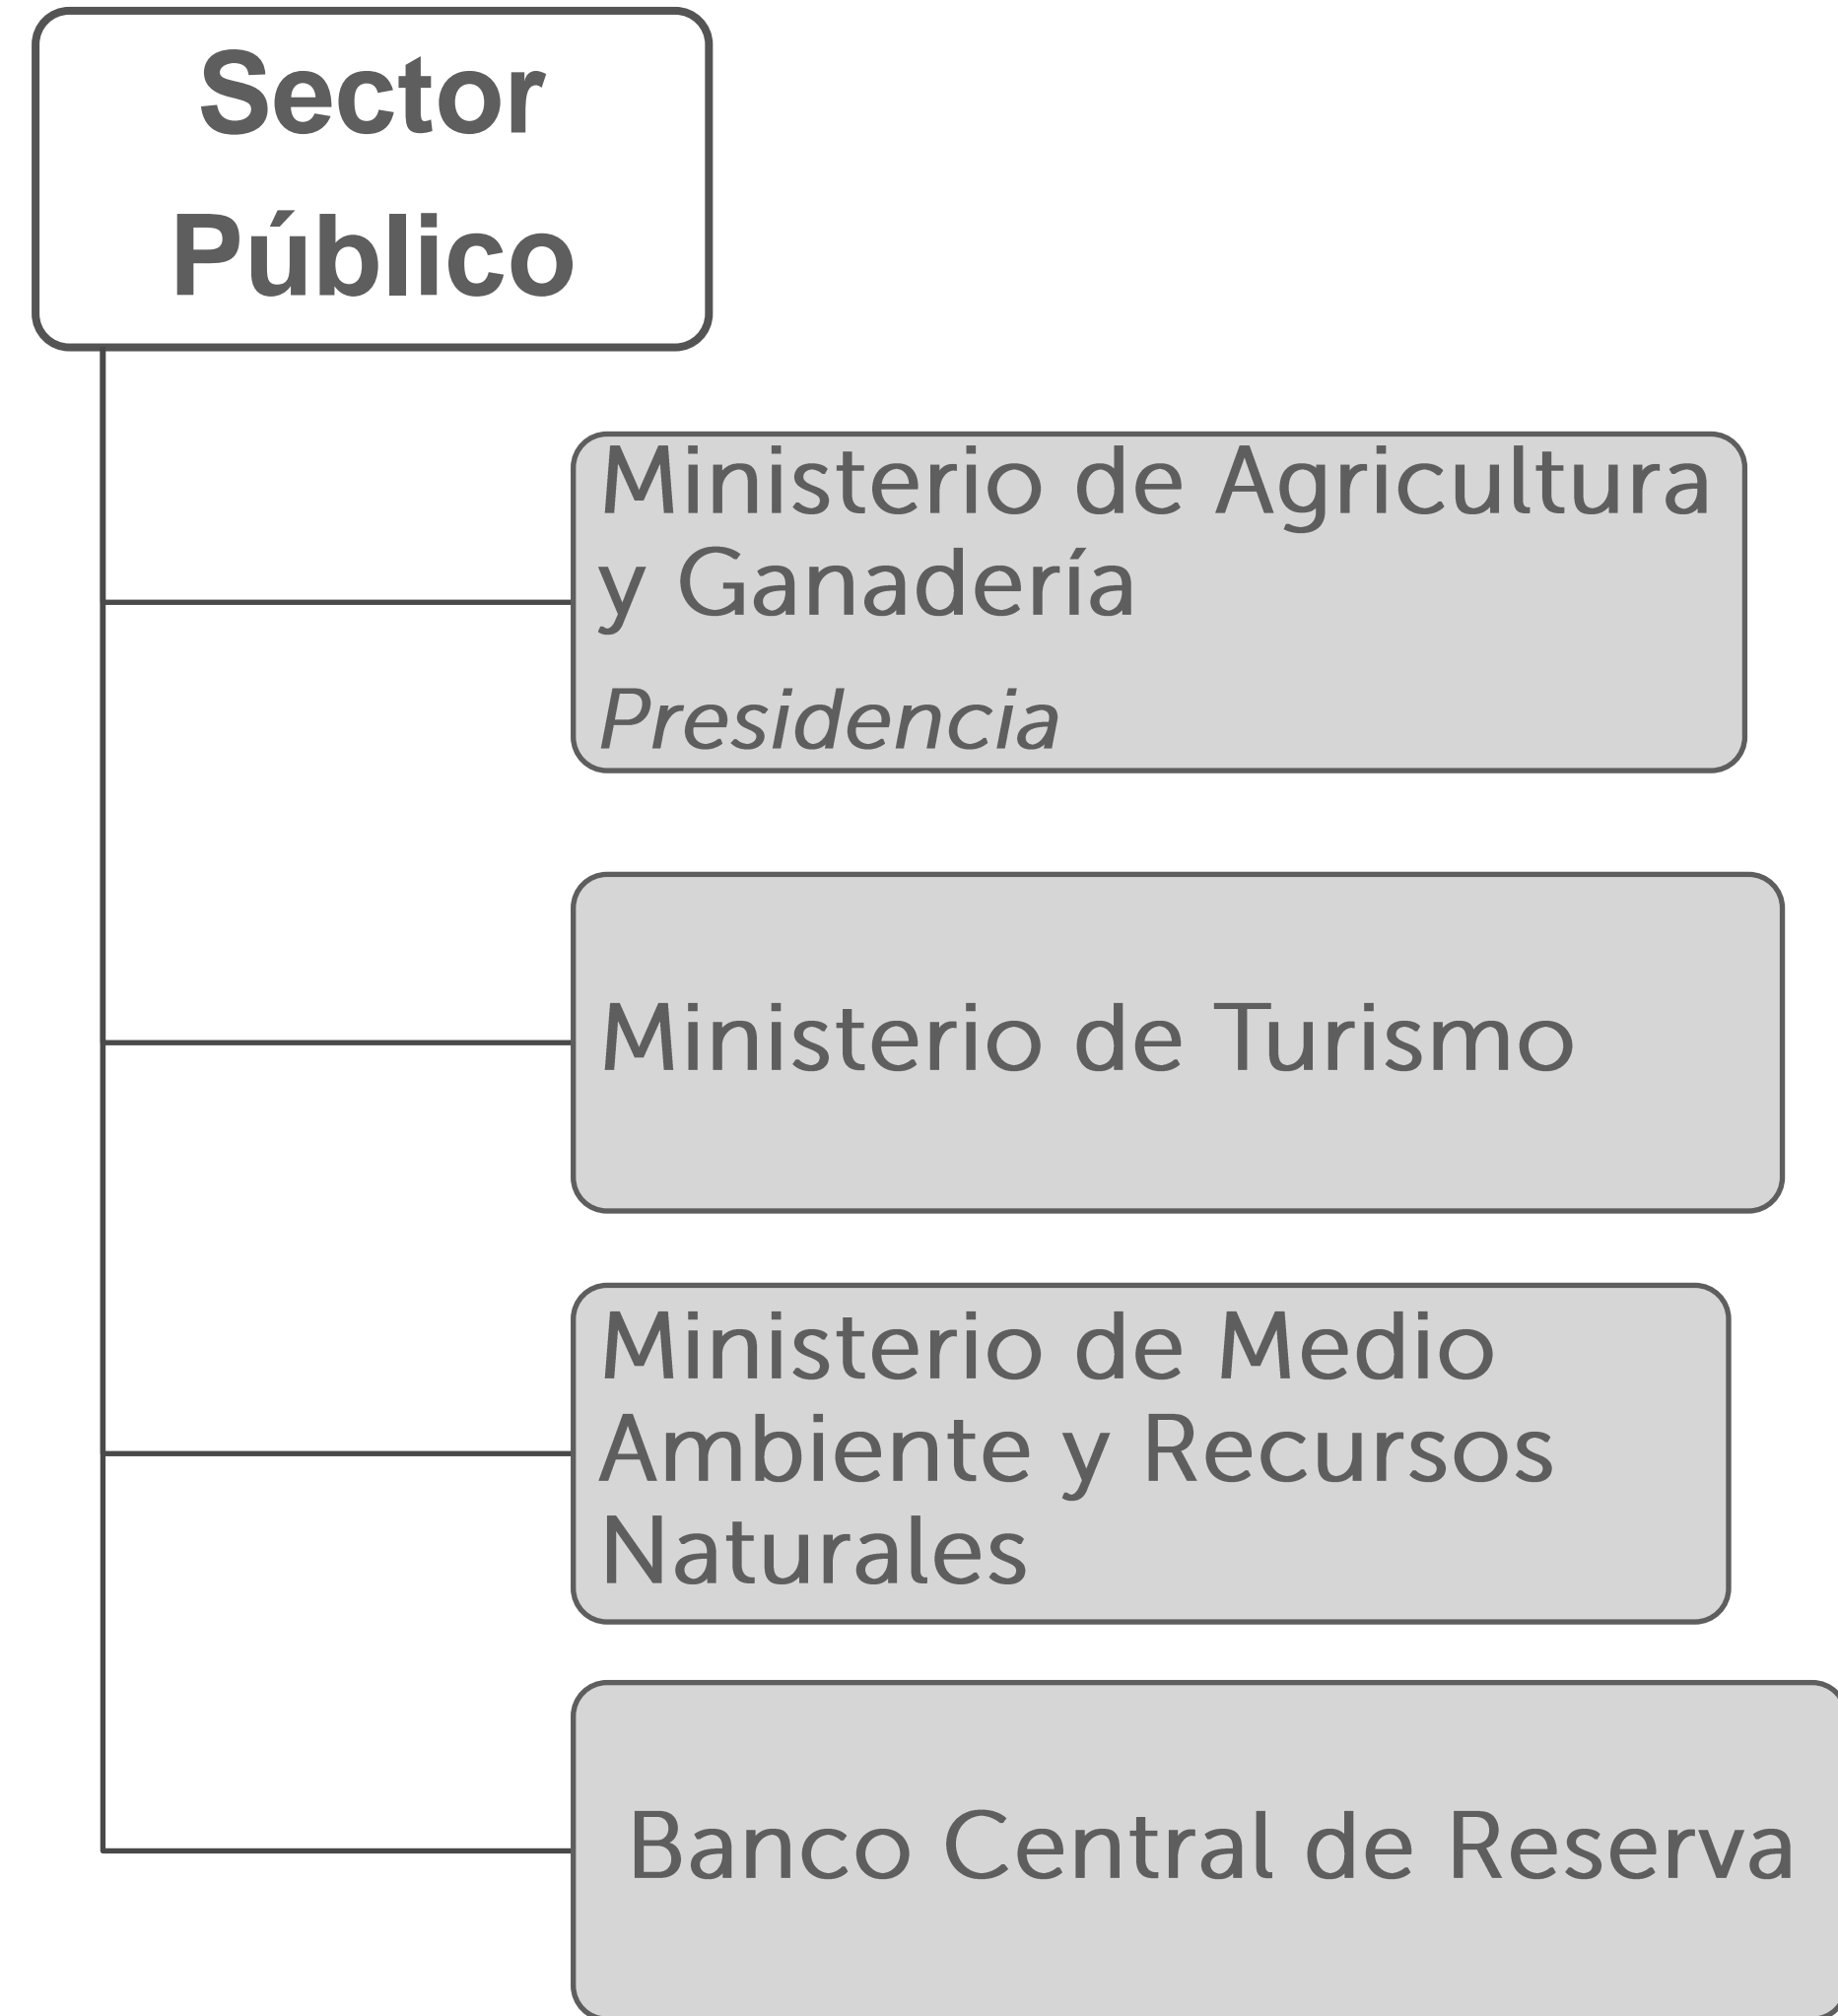 Sector
Público
Ministerio de Agricultura
y Ganadería
Presidencia
Ministerio de Turismo
Ministerio de Medio
Ambiente y Recursos
Naturales
Banco Central de Reserva